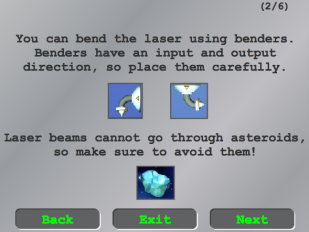 (2/6)
You can bend the laser using benders.
Benders have an input and output
direction, so place them carefully.
Laser beams cannot go through asteroids,
so make sure to avoid them!
Back Exit Next